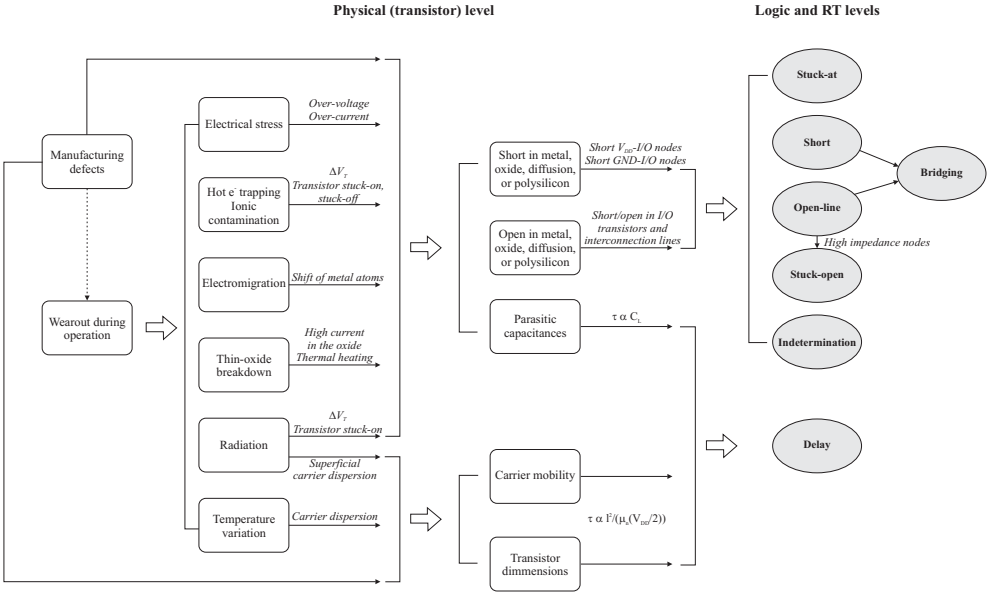 Physical (transistor) level
Logic and RT levels
Manufacturing
defects
Wearout during
operation
Electrical stress
Over-voltage
Over-current
Hot e⁻ trapping
Ionic
contamination
ΔV_T
Transistor stuck-on,
stuck-off
Electromigration
Shift of metal atoms
Thin-oxide
breakdown
High current
in the oxide
Thermal heating
Radiation
ΔV_T
Transistor stuck-on
Superficial
carrier dispersion
Temperature
variation
Carrier dispersion
Short in metal,
oxide, diffusion,
or polysilicon
Short V_DD-I/O nodes
Short GND-I/O nodes
Open in metal,
oxide, diffusion,
or polysilicon
Short/open in I/O
transistors and
interconnection lines
Parasitic
capacitances
τ α C_L
Carrier mobility
τ α l²/(μ_n(V_DD/2))
Transistor
dimmensions
Stuck-at
Short
Bridging
Open-line
High impedance nodes
Stuck-open
Indetermination
Delay